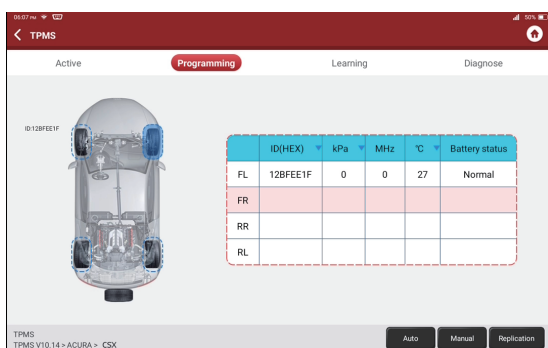 06:07 PM 50%
TPMS
Active Programming Learning Diagnose
ID:12BFEE1F
ID(HEX) kPa MHz ℃ Battery status
FL 12BFEE1F 0 0 27 Normal
FR
RR
RL
TPMS
TPMS V10.14 > ACURA > CSX
Auto Manual Replication